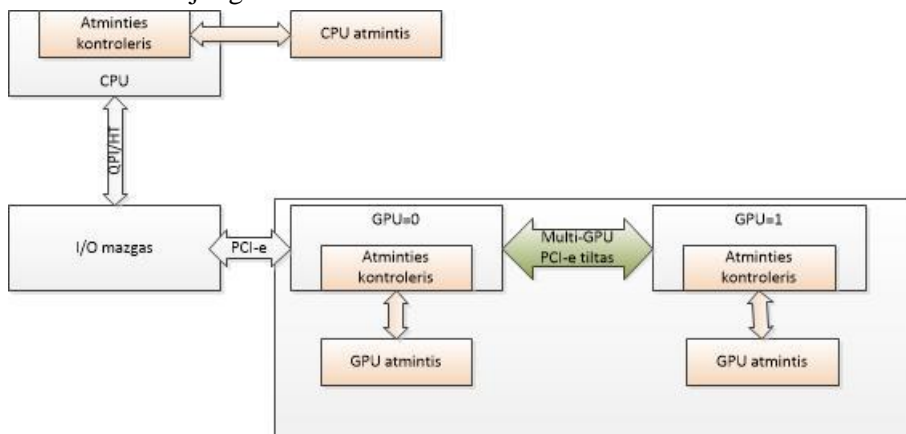 Atminties
kontroleris
CPU atmintis
CPU
QPI/HT
I/O mazgas
PCI-e
GPU=0
Atminties
kontroleris
GPU atmintis
Multi-GPU
PCI-e tiltas
GPU=1
Atminties
kontroleris
GPU atmintis